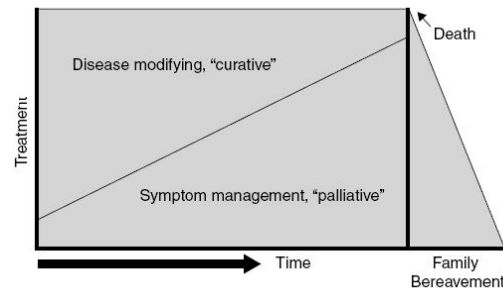 Death
Disease modifying, “curative”
Treatment
Symptom management, “palliative”
Time
Family
Bereavement